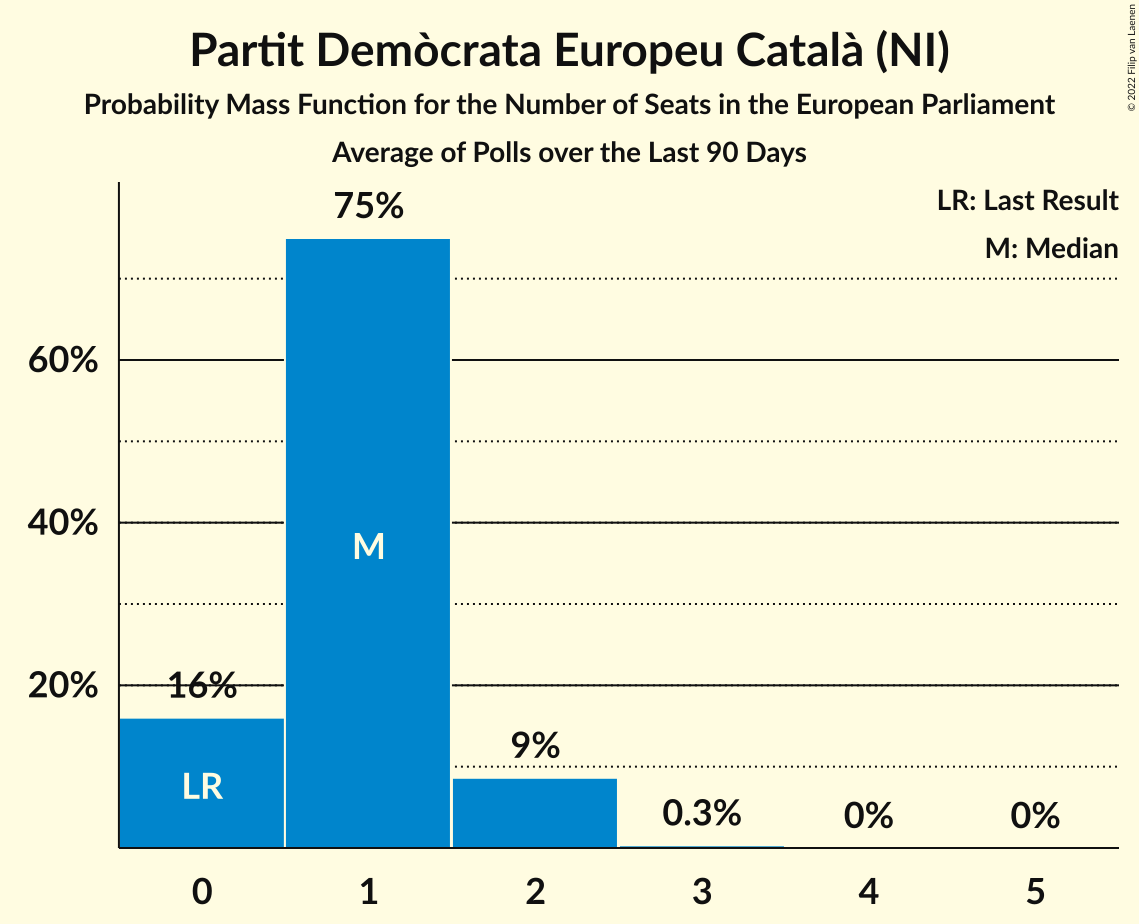 Partit Demòcrata Europeu Català (NI)
Probability Mass Function for the Number of Seats in the European Parliament
Average of Polls over the Last 90 Days
© 2022 Filip van Laenen
LR: Last Result
M: Median
75%
60%
40%
M
20%
16%
9%
LR
0.3%
0%
0%
0 1 2 3 4 5